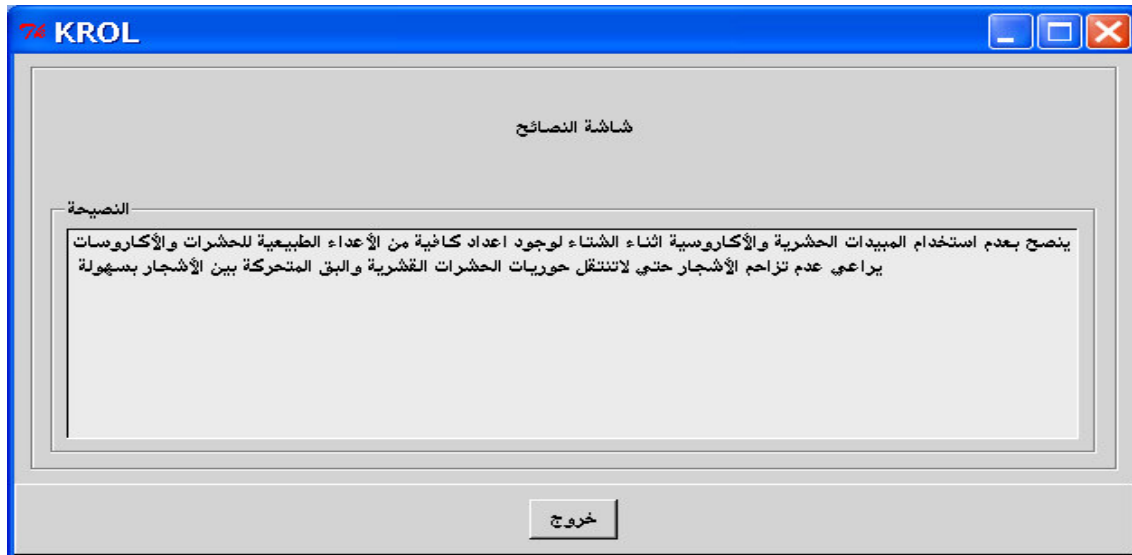 KROL
شاشة النصائح
النصيحة
ينصح بعدم استخدام المبيدات الحشرية والأكاروسية اثناء الشتاء لوجود اعداد كافية من الأعداء الطبيعية للحشرات والأكاروسات
يراعي عدم تزاحم الأشجار حتي لاتنتقل حوريات الحشرات القشرية والبق المتحركة بين الأشجار بسهولة
خروج